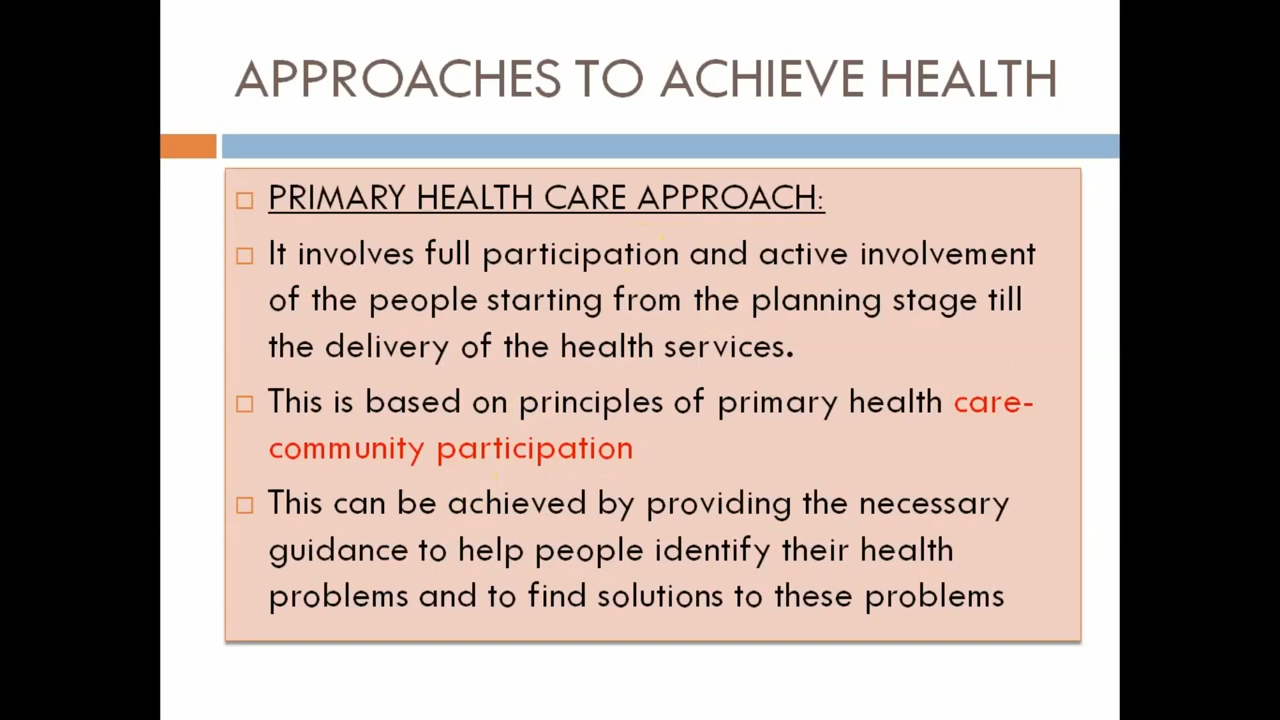 APPROACHES TO ACHIEVE HEALTH
PRIMARY HEALTH CARE APPROACH:
It involves full participation and active involvement
of the people starting from the planning stage till
the delivery of the health services.
This is based on principles of primary health care-
community participation
This can be achieved by providing the necessary
guidance to help people identify their health
problems and to find solutions to these problems